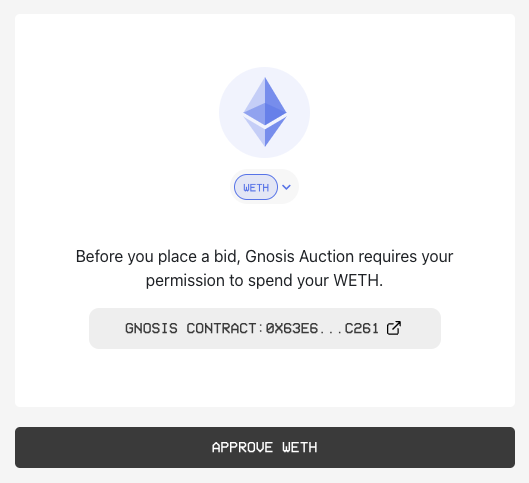 WETH
Before you place a bid, Gnosis Auction requires your
permission to spend your WETH.
GNOSIS CONTRACT:0X63E6...C261
APPROVE WETH